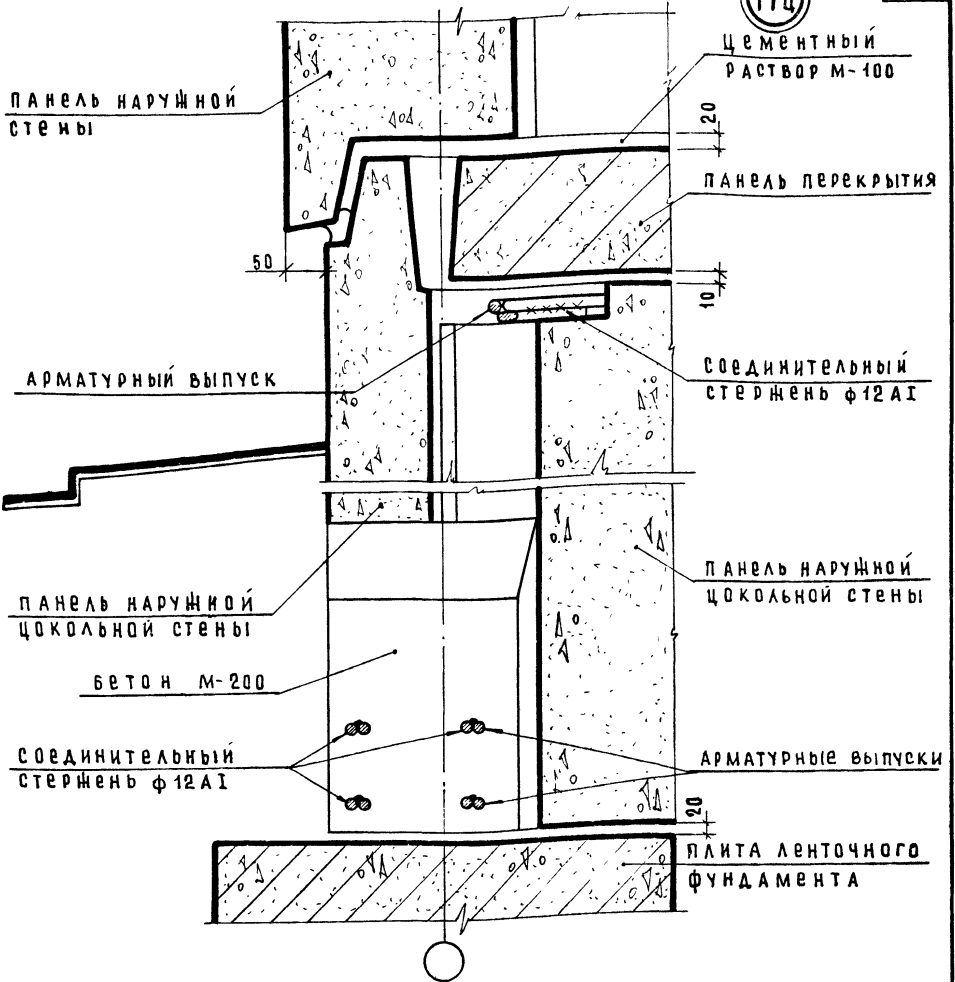 ЦЕМЕНТНЫЙ
РАСТВОР М-100
ПАНЕЛЬ НАРУЖНОЙ
СТЕНЫ
20
ПАНЕЛЬ ПЕРЕКРЫТИЯ
50
10
АРМАТУРНЫЙ ВЫПУСК
СОЕДИНИТЕЛЬНЫЙ
СТЕРЖЕНЬ ф12АI
ПАНЕЛЬ НАРУЖНОЙ
ЦОКОЛЬНОЙ СТЕНЫ
ПАНЕЛЬ НАРУЖНОЙ
ЦОКОЛЬНОЙ СТЕНЫ
БЕТОН М-200
СОЕДИНИТЕЛЬНЫЙ
СТЕРЖЕНЬ ф12АI
АРМАТУРНЫЕ ВЫПУСКИ
20
ПЛИТА ЛЕНТОЧНОГО
ФУНДАМЕНТА